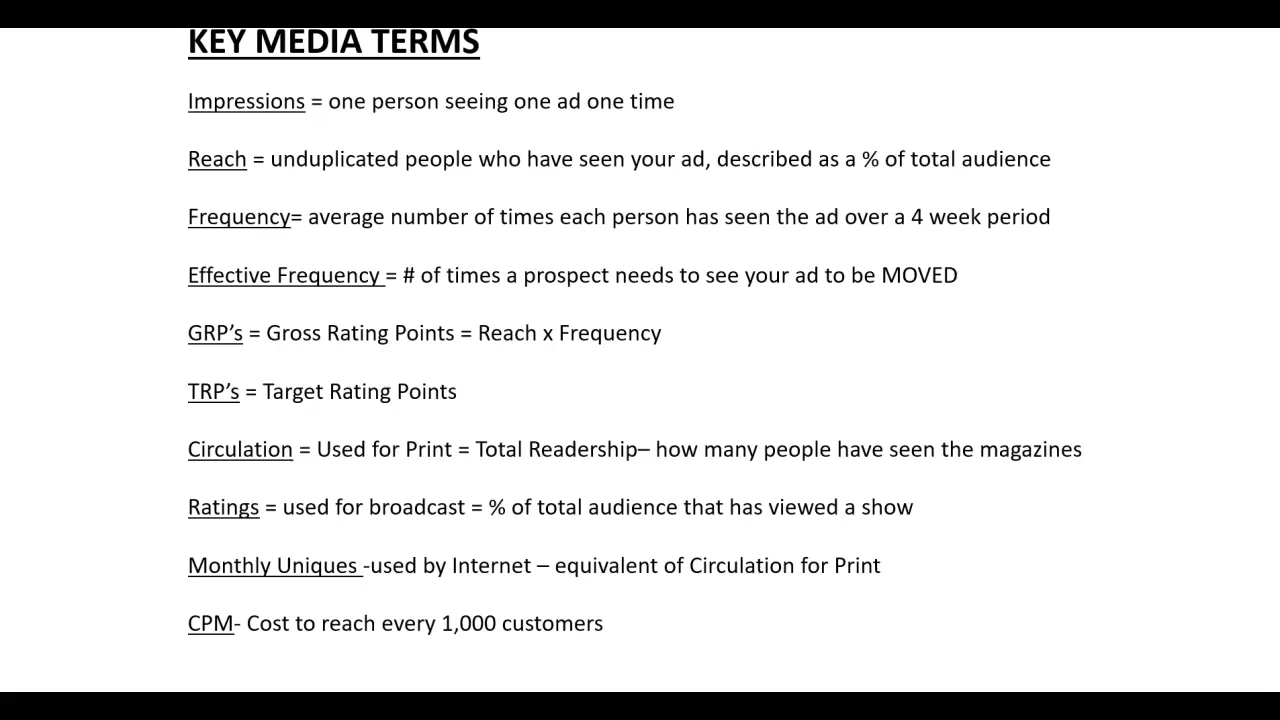 KEY MEDIA TERMS
Impressions = one person seeing one ad one time
Reach = unduplicated people who have seen your ad, described as a % of total audience
Frequency= average number of times each person has seen the ad over a 4 week period
Effective Frequency = # of times a prospect needs to see your ad to be MOVED
GRP’s = Gross Rating Points = Reach x Frequency
TRP’s = Target Rating Points
Circulation = Used for Print = Total Readership– how many people have seen the magazines
Ratings = used for broadcast = % of total audience that has viewed a show
Monthly Uniques -used by Internet – equivalent of Circulation for Print
CPM- Cost to reach every 1,000 customers